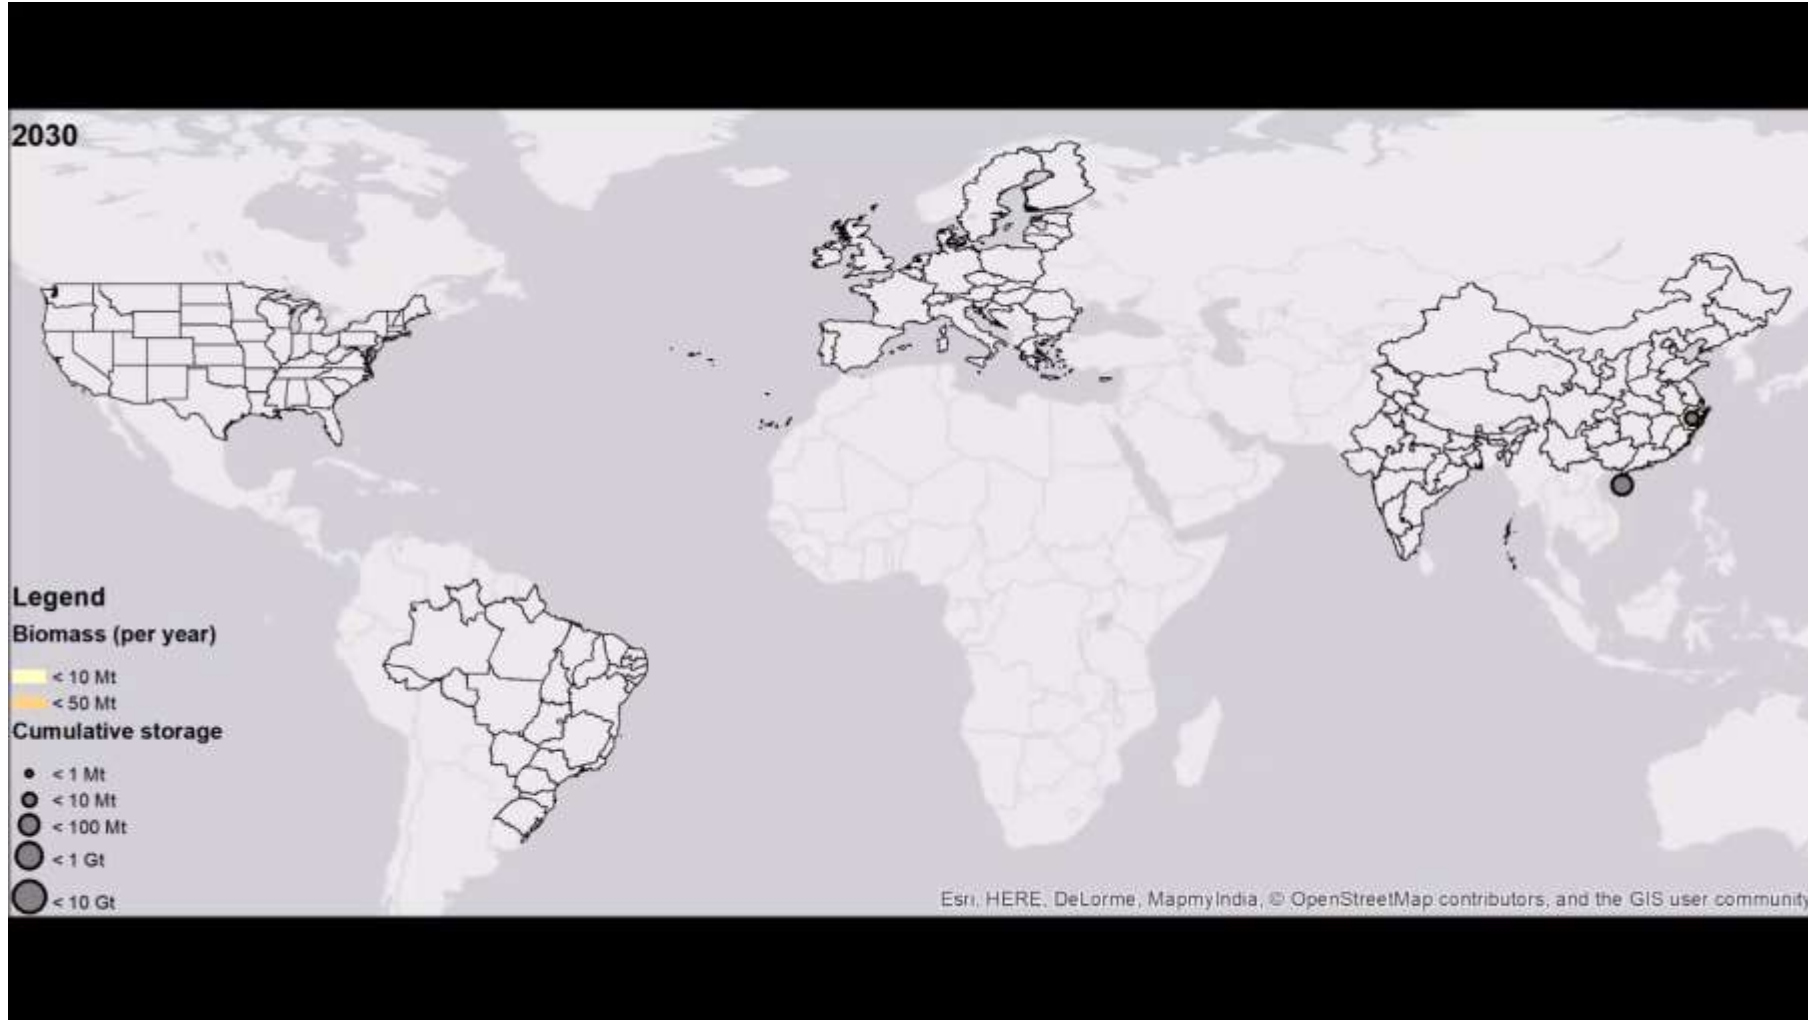 2030
Legend
Biomass (per year)
< 10 Mt
< 50 Mt
Cumulative storage
< 1 Mt
< 10 Mt
< 100 Mt
< 1 Gt
< 10 Gt
Esri, HERE, DeLorme, MapmyIndia, © OpenStreetMap contributors, and the GIS user community